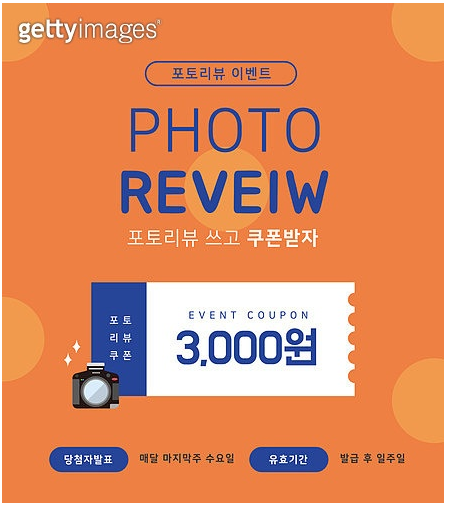 gettyimages
포토리뷰 이벤트
PHOTO
REVEIW
포토리뷰 쓰고 쿠폰받자
포토
리뷰
쿠폰
EVENT COUPON
3,000원
당첨자발표 매달 마지막주 수요일 유효기간 발급 후 일주일